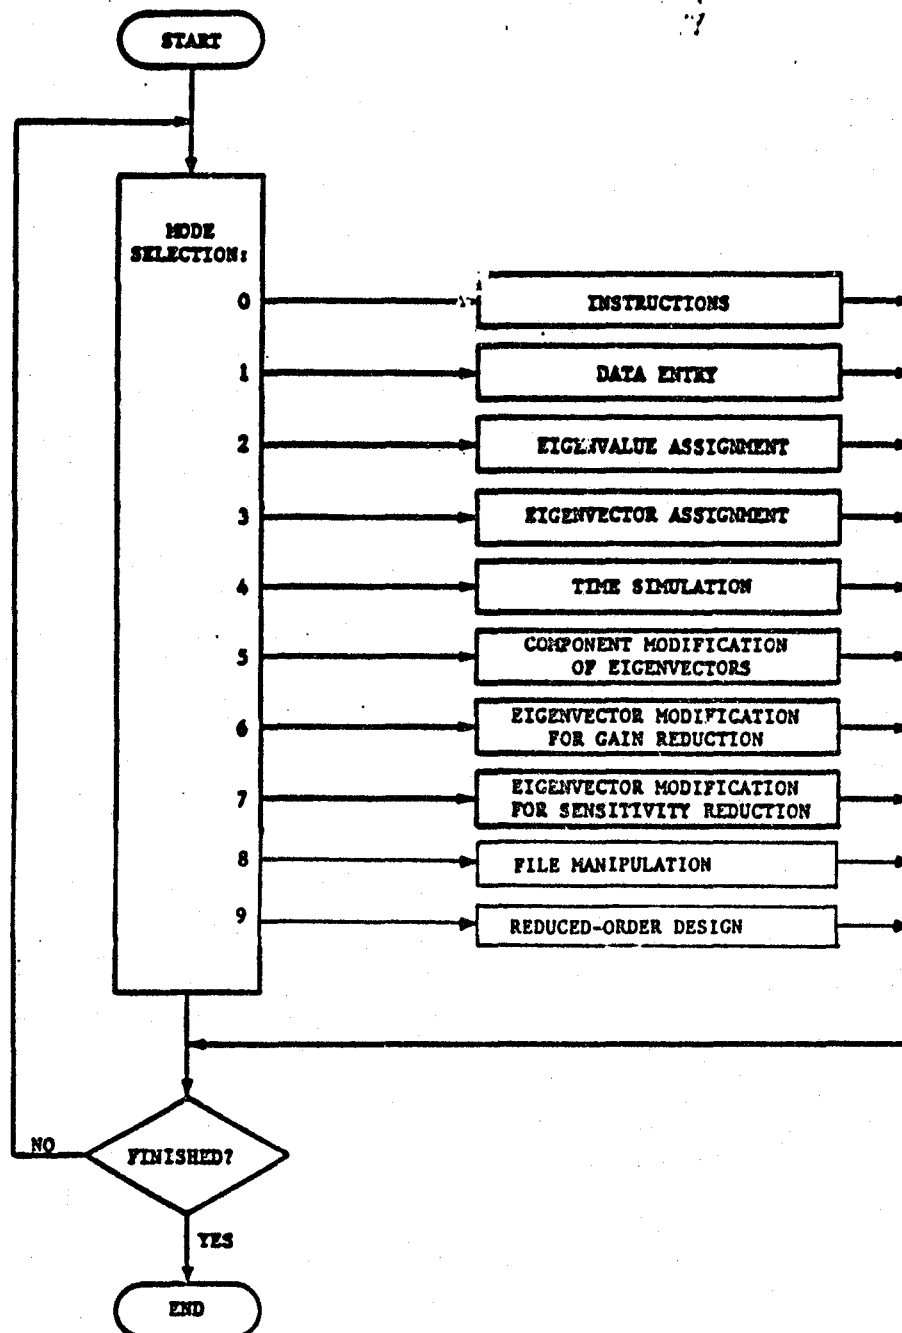 START
MODE
SELECTION:
0
INSTRUCTIONS
1
DATA ENTRY
2
EIGENVALUE ASSIGNMENT
3
EIGENVECTOR ASSIGNMENT
4
TIME SIMULATION
5
COMPONENT MODIFICATION
OF EIGENVECTORS
6
EIGENVECTOR MODIFICATION
FOR GAIN REDUCTION
7
EIGENVECTOR MODIFICATION
FOR SENSITIVITY REDUCTION
8
FILE MANIPULATION
9
REDUCED-ORDER DESIGN
NO
FINISHED?
YES
END